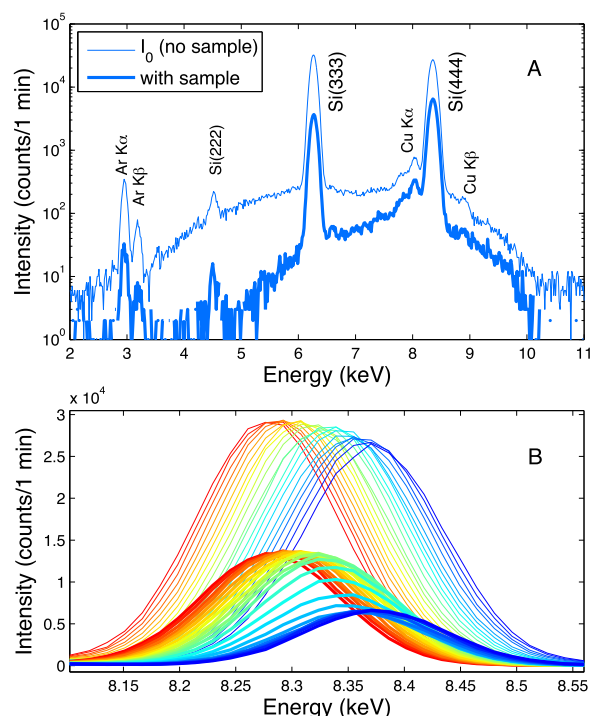 10^5
10^4
10^3
10^2
10^1
10^0
Intensity (counts/1 min)
I_0 (no sample)
with sample
A
Ar Kα
Ar Kβ
Si(222)
Si(333)
Cu Kα
Si(444)
Cu Kβ
2 3 4 5 6 7 8 9 10 11
Energy (keV)
x 10^4
3
2.5
2
1.5
1
0.5
0
Intensity (counts/1 min)
B
8.15 8.2 8.25 8.3 8.35 8.4 8.45 8.5 8.55
Energy (keV)